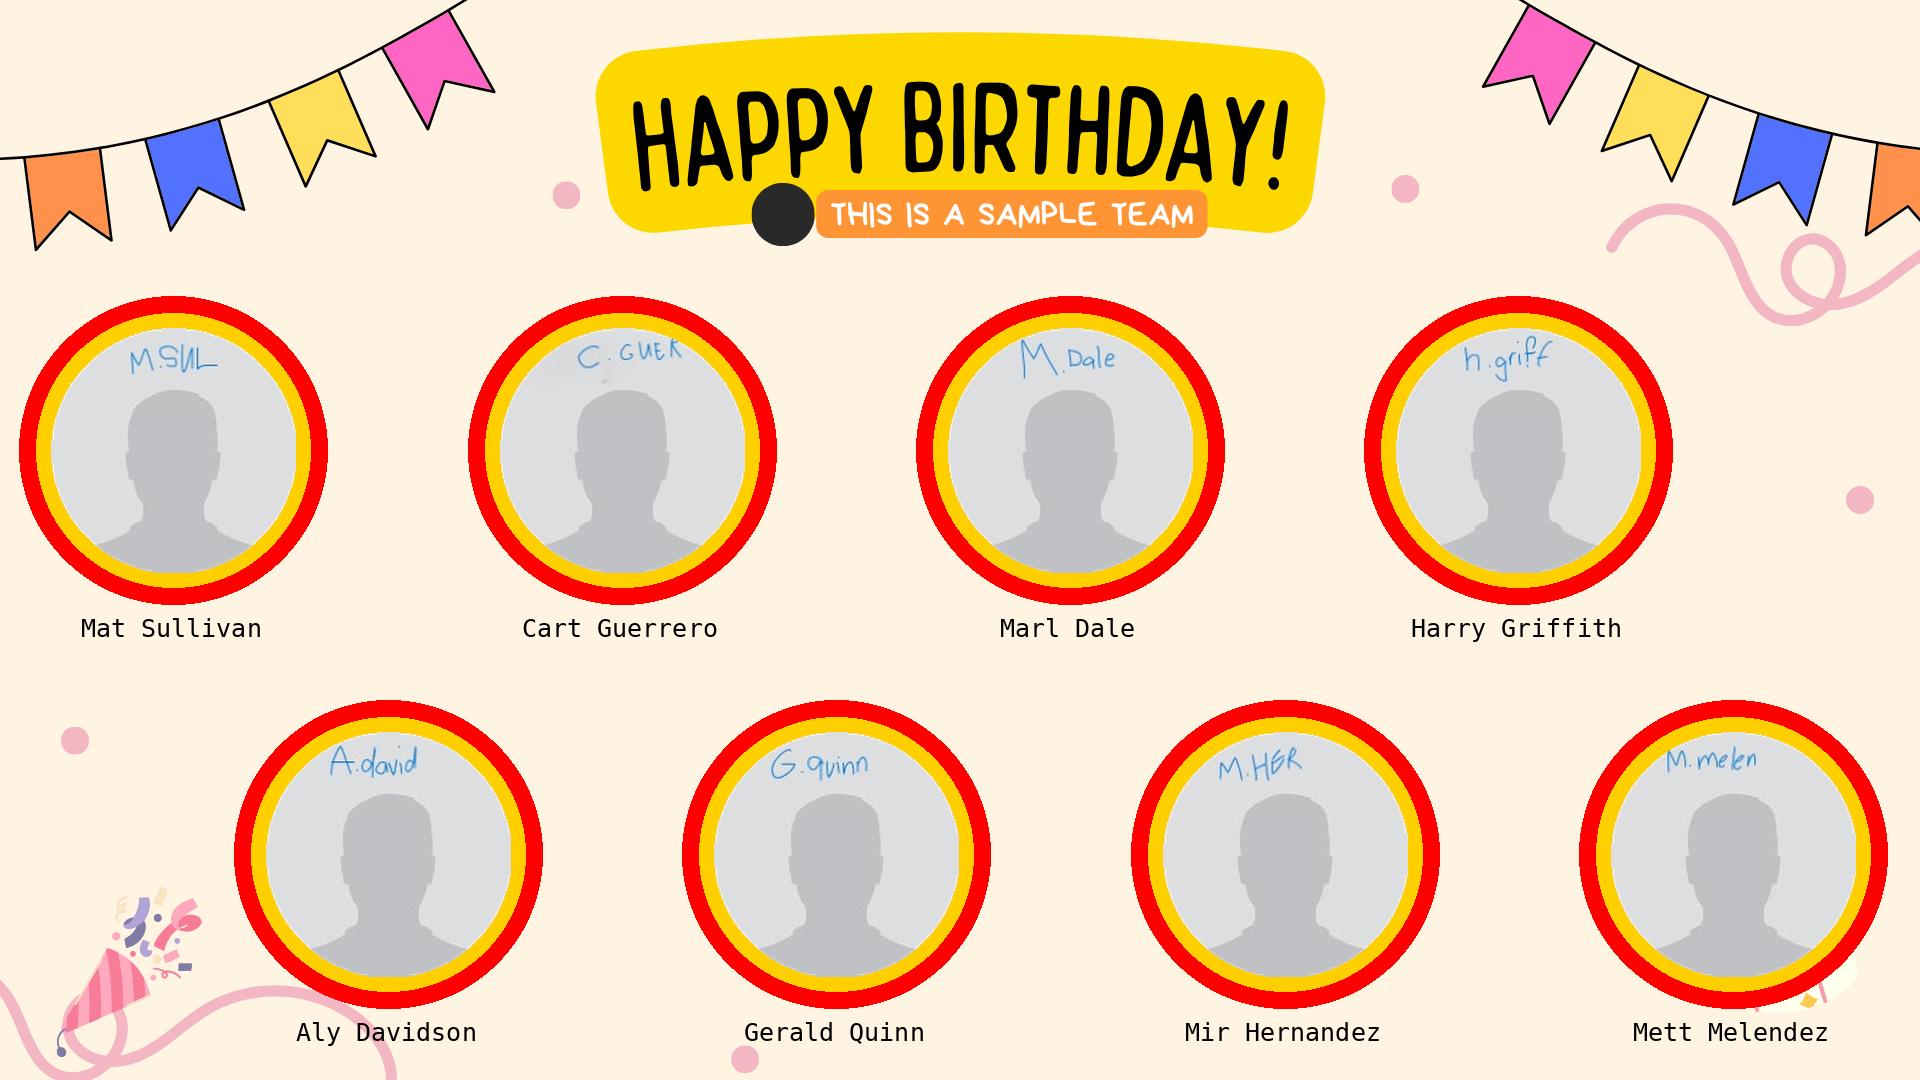 HAPPY BIRTHDAY!
THIS IS A SAMPLE TEAM
M.SUL
C.GUER
M.Dale
h.griff
Mat Sullivan
Cart Guerrero
Marl Dale
Harry Griffith
A.david
G.quinn
M.HER
M.melen
Aly Davidson
Gerald Quinn
Mir Hernandez
Mett Melendez